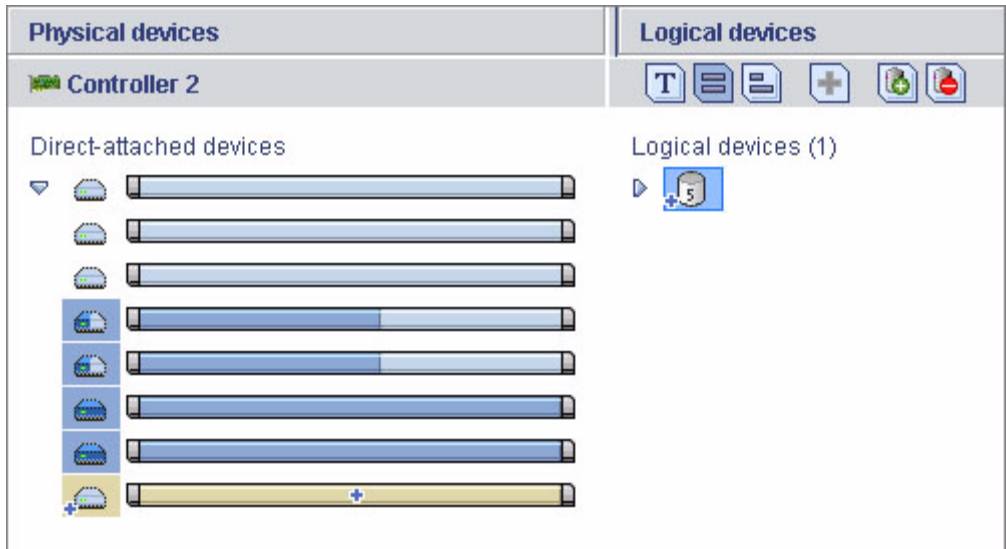 Physical devices
Logical devices
Controller 2
T
Direct-attached devices
Logical devices (1)
5